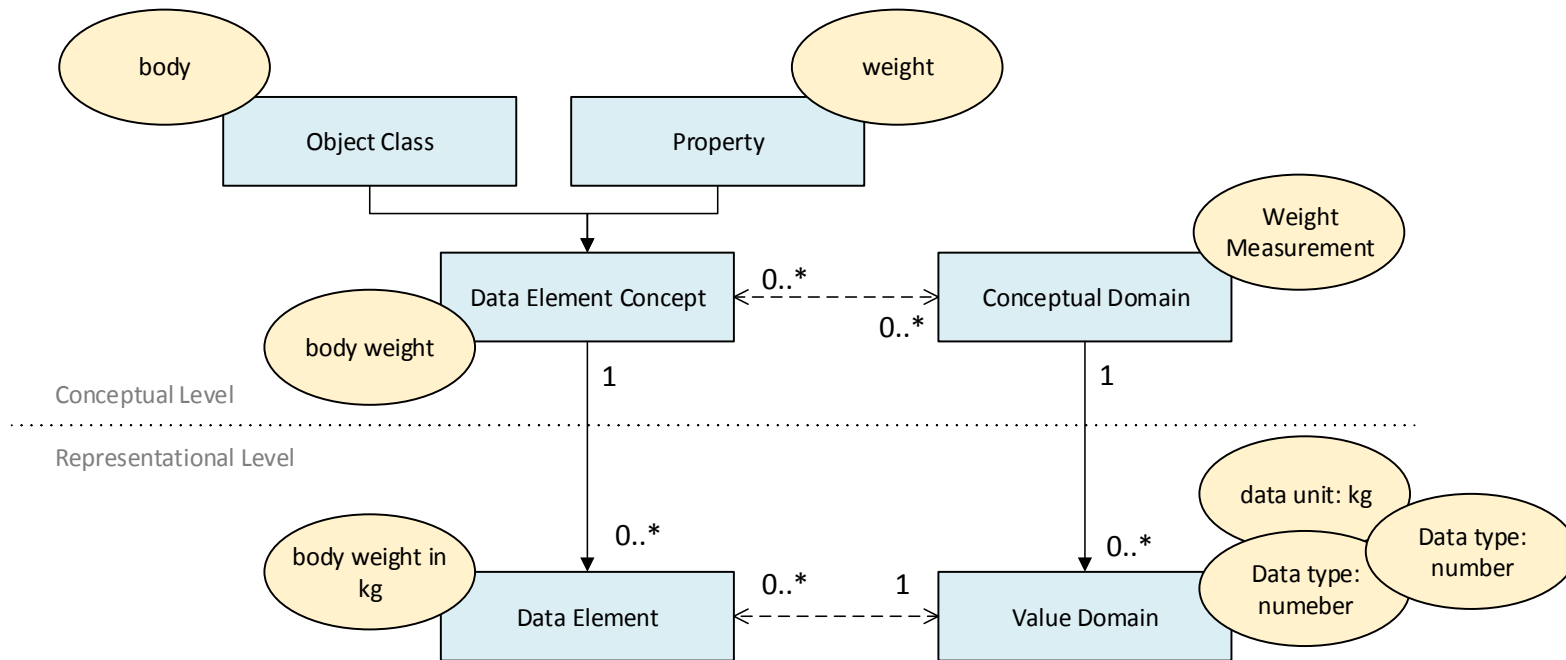 body
weight
Object Class
Property
Weight
Measurement
0..*
Data Element Concept
Conceptual Domain
0..*
body weight
1
1
Conceptual Level
Representational Level
data unit: kg
0..*
0..*
Data type:
number
body weight in
kg
0..*
1
Data type:
numeber
Data Element
Value Domain